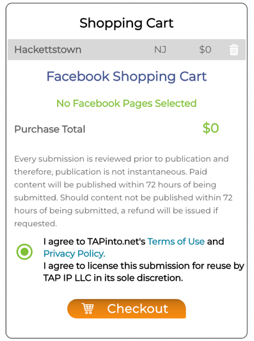 Shopping Cart
Hackettstown NJ $0
Facebook Shopping Cart
No Facebook Pages Selected
Purchase Total $0
Every submission is reviewed prior to publication and
therefore, publication is not instantaneous. Paid
content will be published within 72 hours of being
submitted. Should content not be published within 72
hours of being submitted, a refund will be issued if
requested.
I agree to TAPinto.net's Terms of Use and
Privacy Policy.
I agree to license this submission for reuse by
TAP IP LLC in its sole discretion.
Checkout